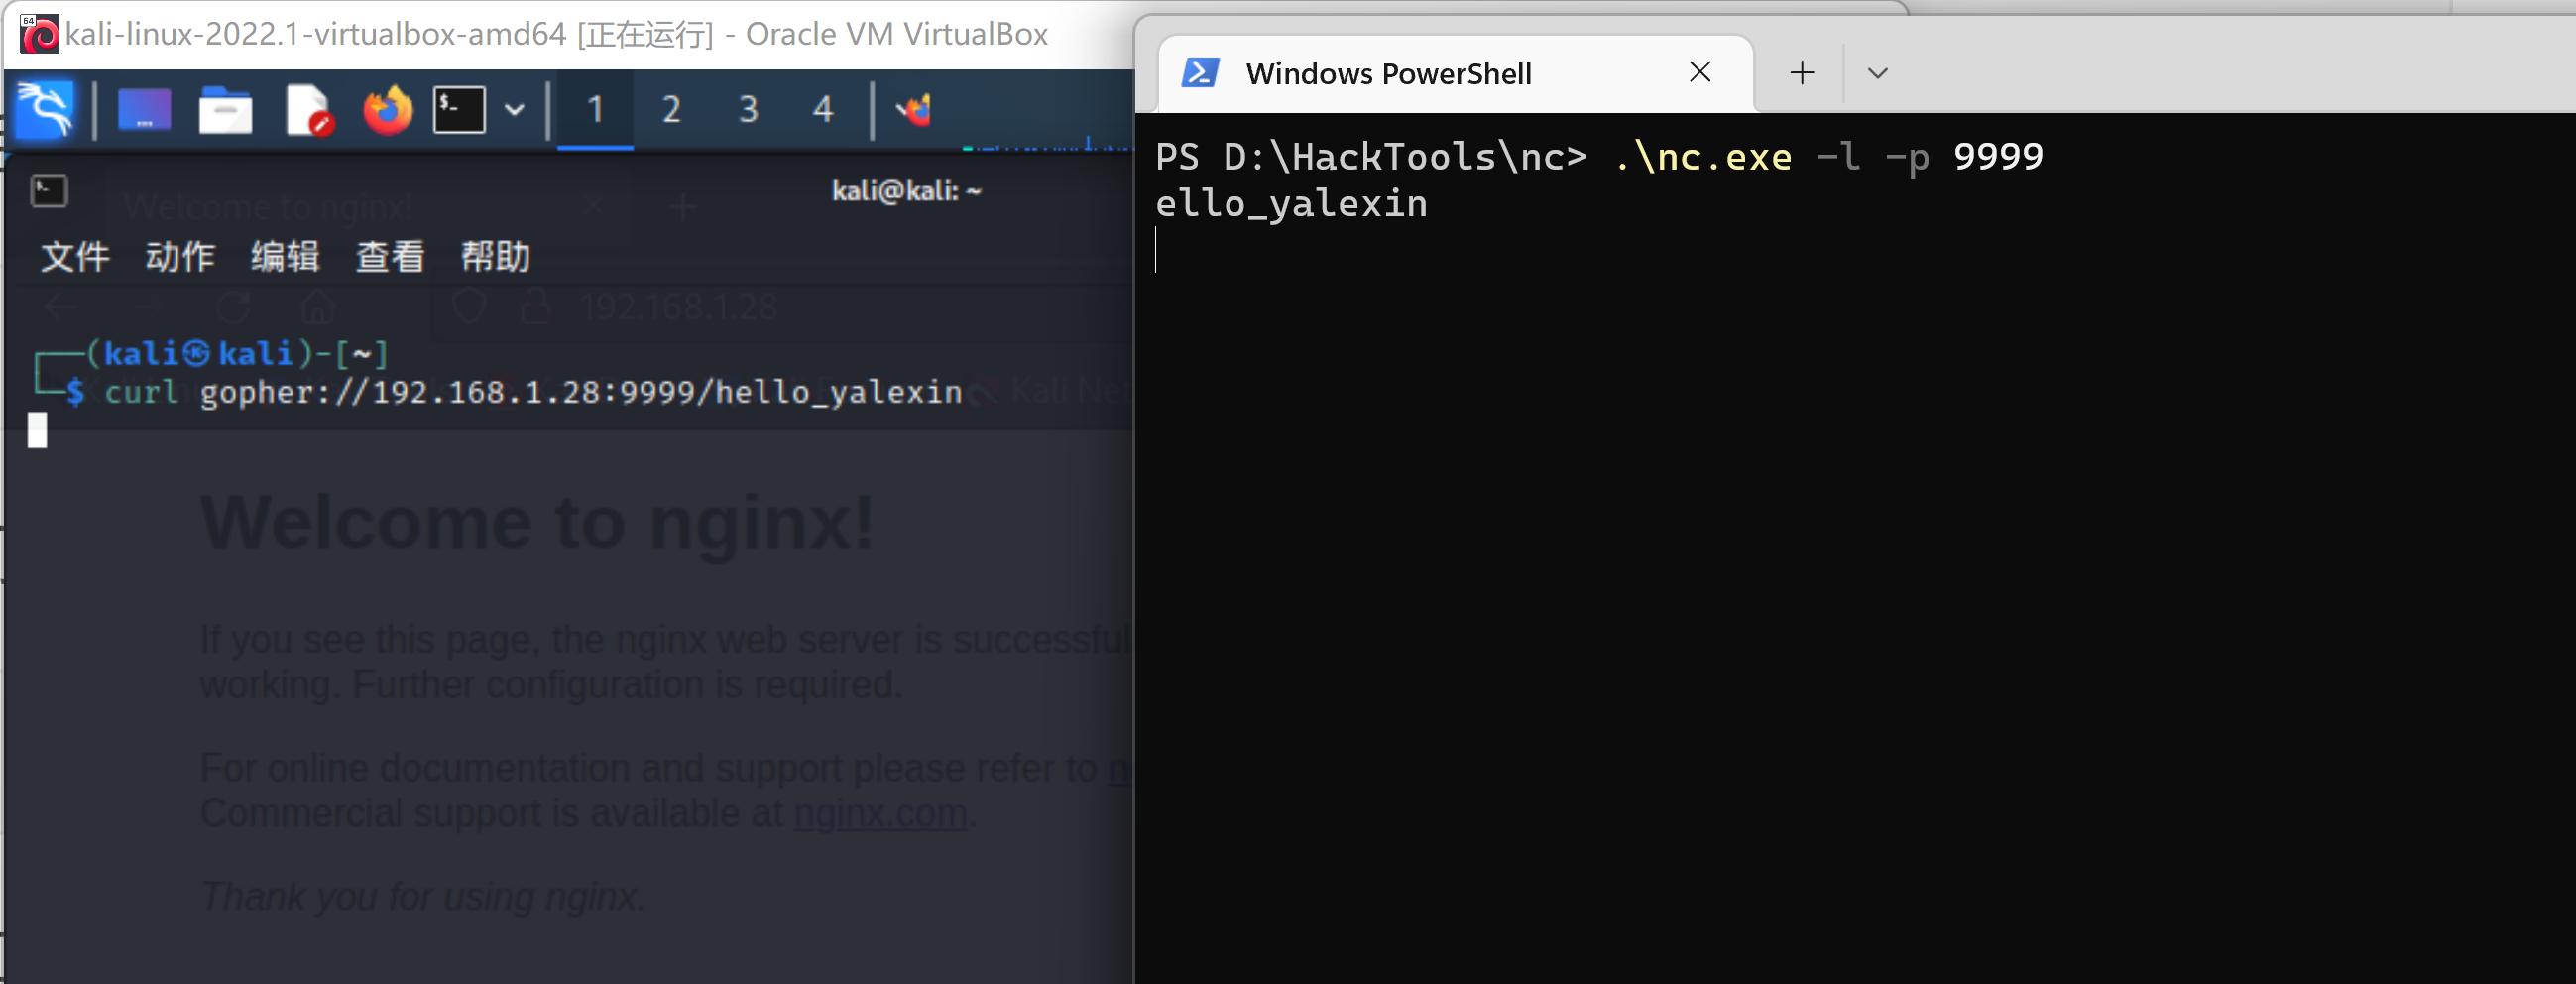 kali-linux-2022.1-virtualbox-amd64 [正在运行] - Oracle VM VirtualBox
1 2 3 4
kali@kali: ~
Welcome to nginx!
文件 动作 编辑 查看 帮助
192.168.1.28
┌──(kali㉿kali)-[~]
└─$ curl gopher://192.168.1.28:9999/hello_yalexin
Kali Net
Welcome to nginx!
If you see this page, the nginx web server is successful
working. Further configuration is required.
For online documentation and support please refer to n
Commercial support is available at nginx.com.
Thank you for using nginx.
Windows PowerShell
PS D:\HackTools\nc> .\nc.exe -l -p 9999
ello_yalexin